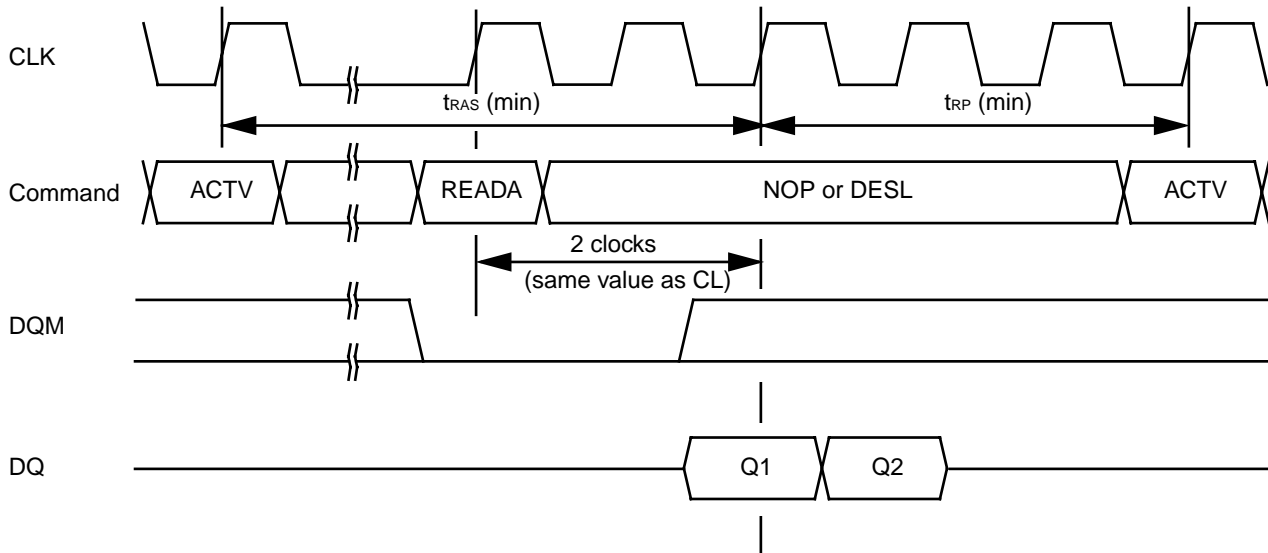 CLK
tRAS (min) tRP (min)
Command ACTV READA NOP or DESL ACTV
2 clocks
(same value as CL)
DQM
DQ Q1 Q2